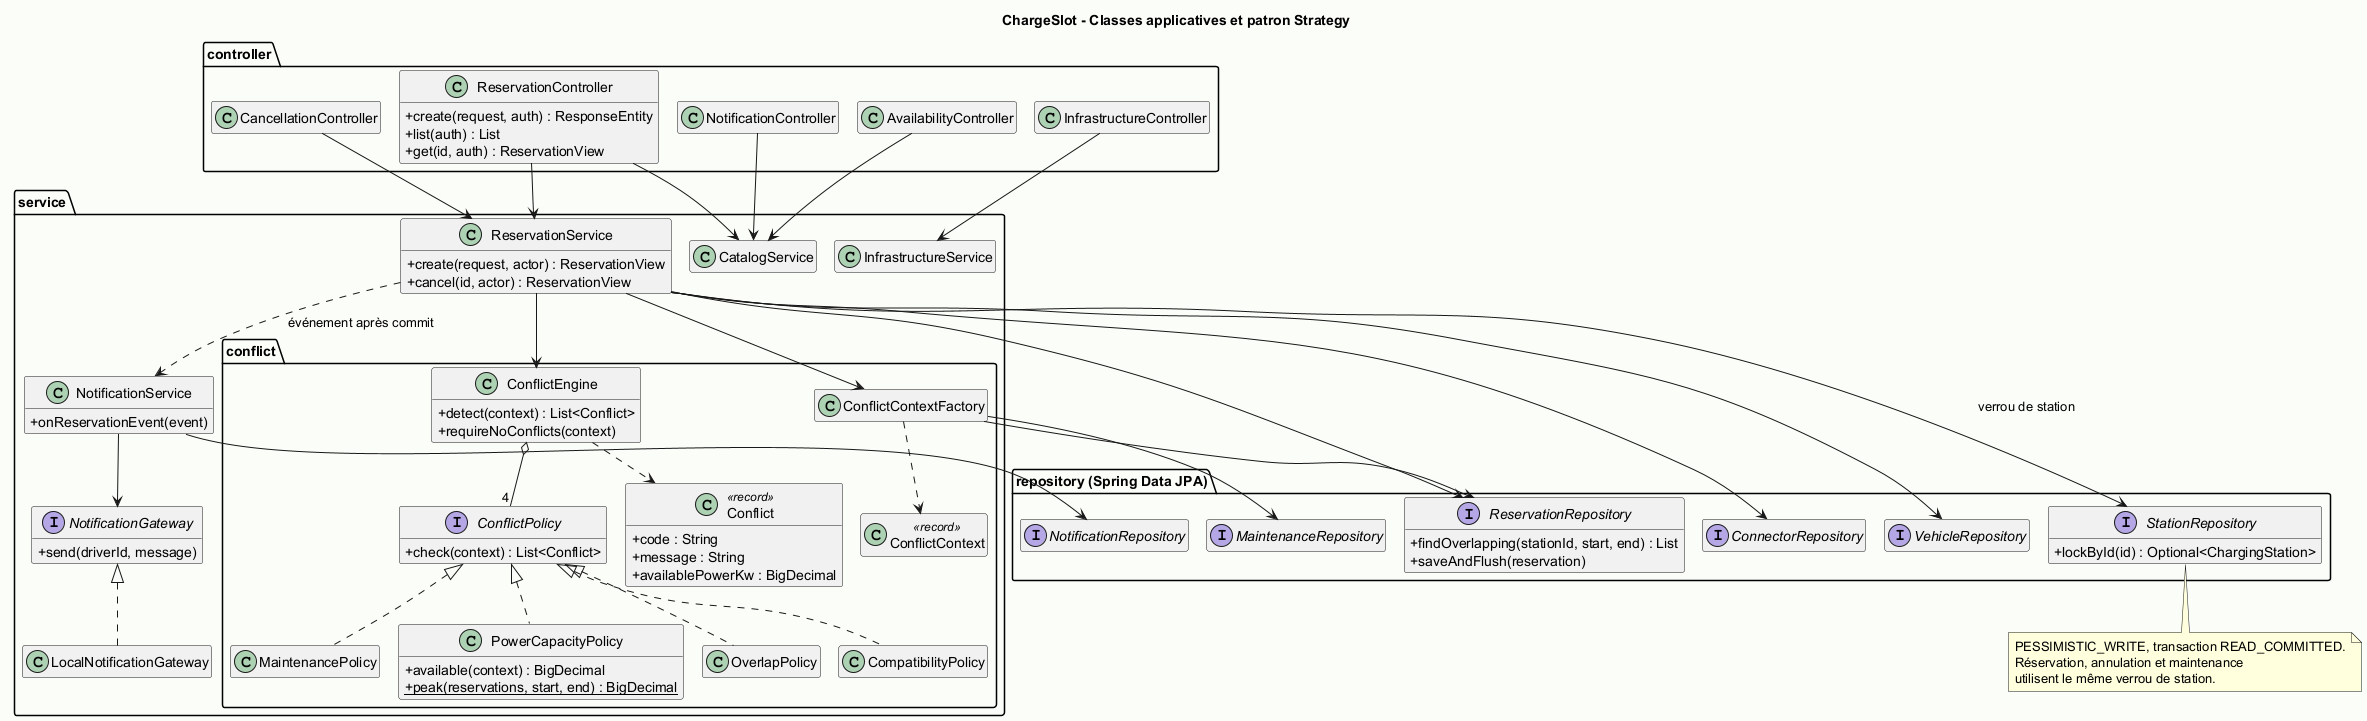 ChargeSlot - Classes applicatives et patron Strategy
controller
C ReservationController
+create(request, auth) : ResponseEntity
+list(auth) : List
+get(id, auth) : ReservationView
C CancellationController
C NotificationController
C AvailabilityController
C InfrastructureController
service
C ReservationService
+create(request, actor) : ReservationView
+cancel(id, actor) : ReservationView
C CatalogService
C InfrastructureService
événement après commit
conflict
C NotificationService
+onReservationEvent(event)
C ConflictEngine
+detect(context) : List<Conflict>
+requireNoConflicts(context)
C ConflictContextFactory
verrou de station
4
I NotificationGateway
+send(driverId, message)
I ConflictPolicy
+check(context) : List<Conflict>
C «record»
Conflict
+code : String
+message : String
+availablePowerKw : BigDecimal
C «record»
ConflictContext
repository (Spring Data JPA)
I NotificationRepository
I MaintenanceRepository
I ReservationRepository
+findOverlapping(stationId, start, end) : List
+saveAndFlush(reservation)
I ConnectorRepository
I VehicleRepository
I StationRepository
+lockById(id) : Optional<ChargingStation>
C LocalNotificationGateway
C MaintenancePolicy
C PowerCapacityPolicy
+available(context) : BigDecimal
+peak(reservations, start, end) : BigDecimal
C OverlapPolicy
C CompatibilityPolicy
PESSIMISTIC_WRITE, transaction READ_COMMITTED.
Réservation, annulation et maintenance
utilisent le même verrou de station.